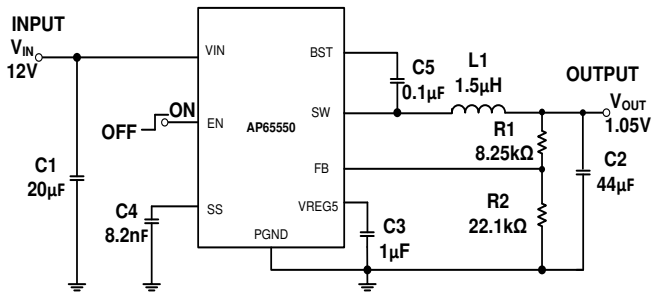 INPUT
VIN
12V
C1
20µF
OFF
ON
C4
8.2nF
VIN
EN
SS
AP65550
PGND
BST
SW
FB
VREG5
C5
0.1µF
L1
1.5µH
C3
1µF
R1
8.25kΩ
R2
22.1kΩ
OUTPUT
VOUT
1.05V
C2
44µF